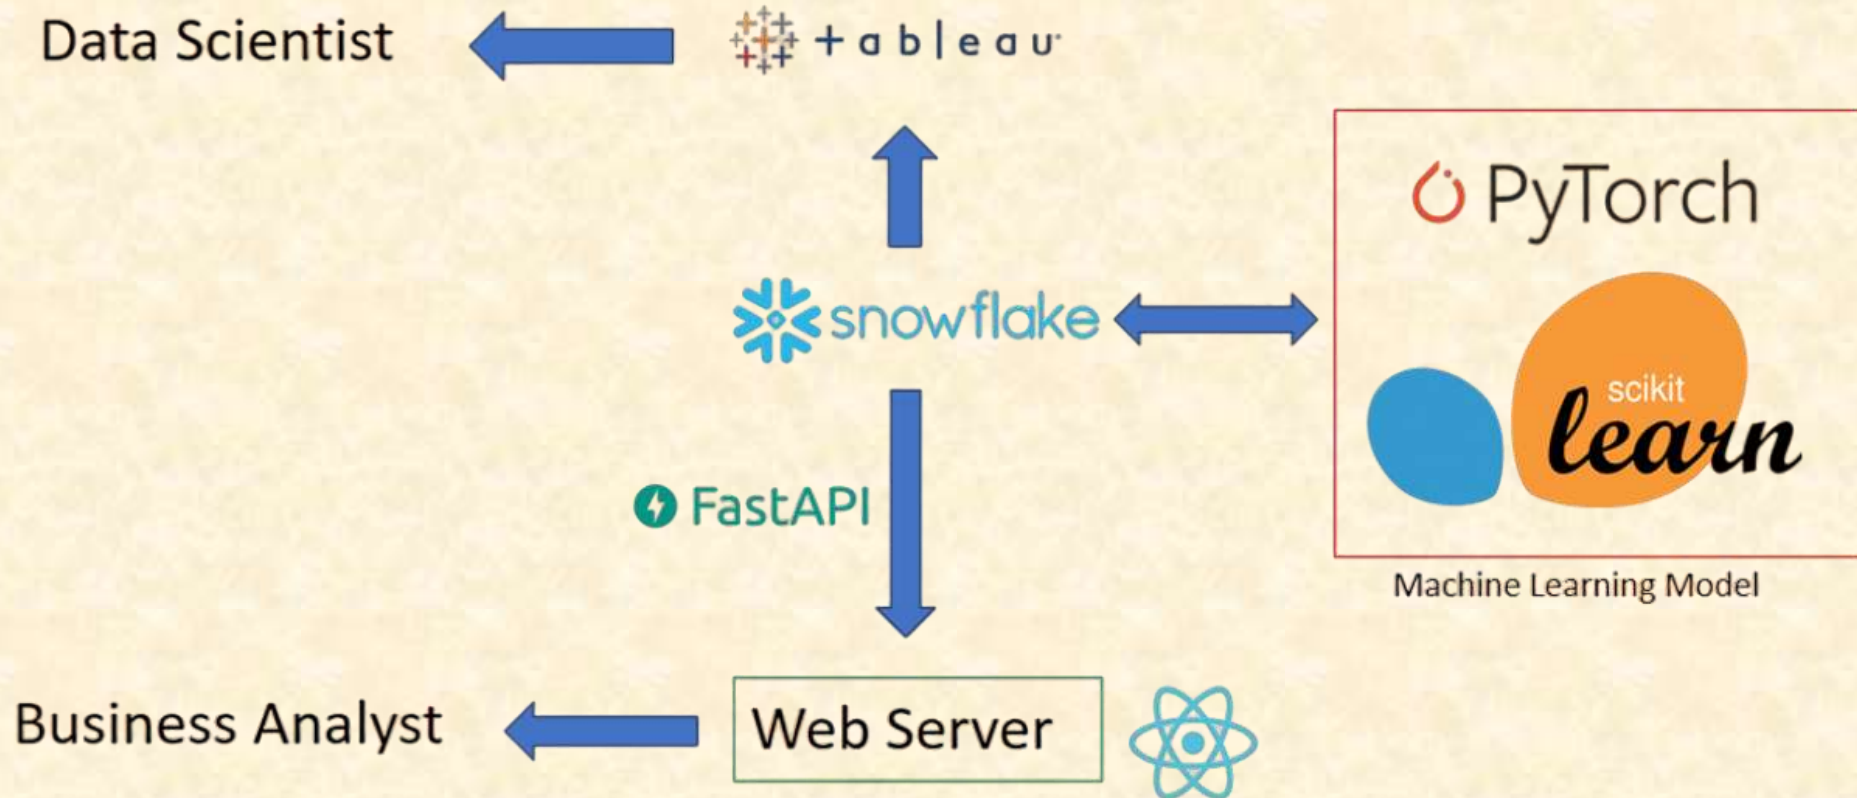 Data Scientist
+ a b | e a u
PyTorch
snowflake
scikit
learn
FastAPI
Machine Learning Model
Business Analyst
Web Server